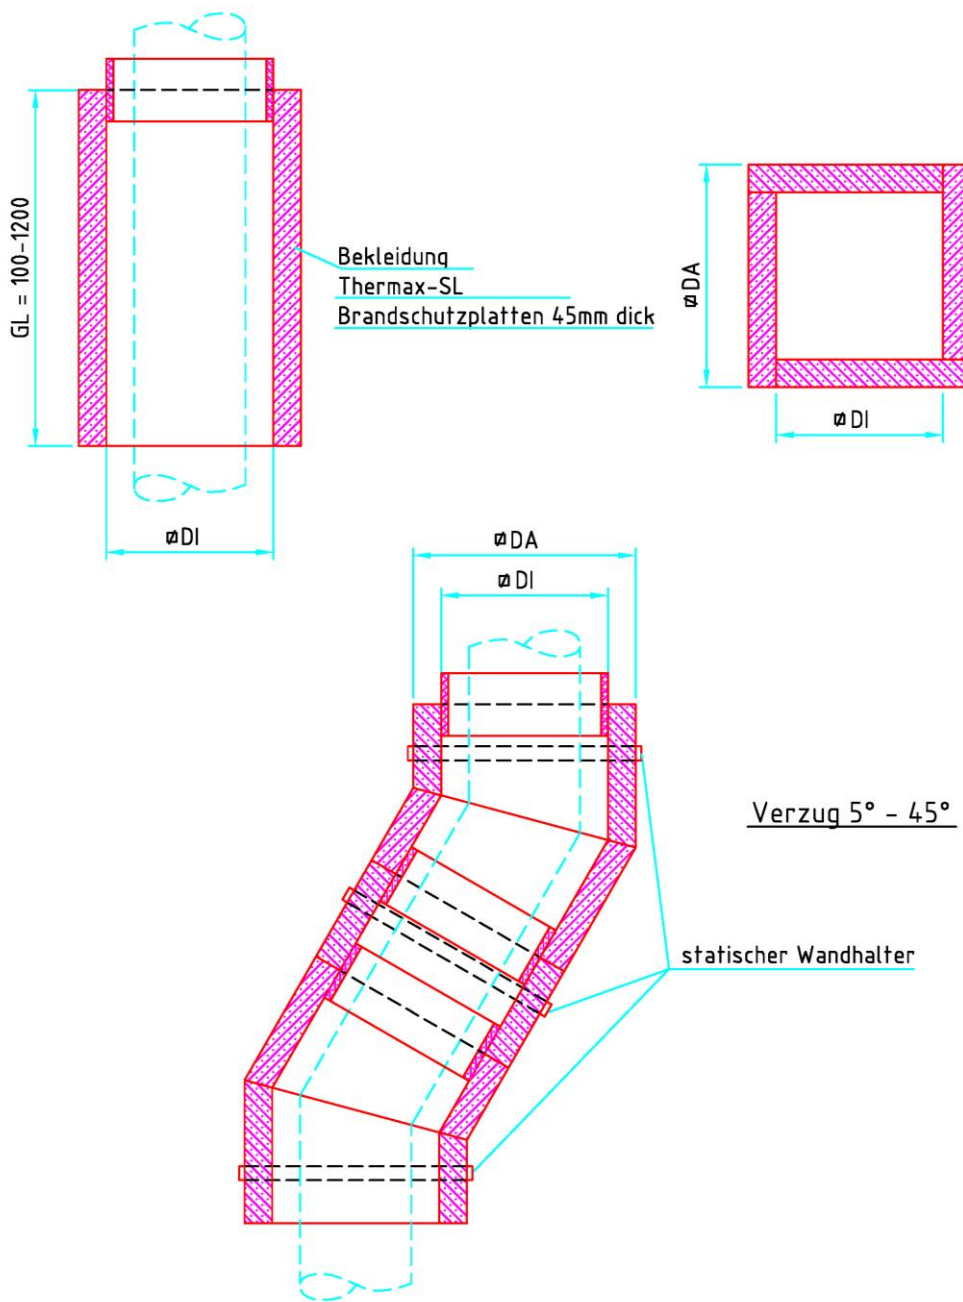 GL = 100-1200
Bekleidung
Thermax-SL
Brandschutzplatten 45mm dick
⌀DI
⌀DA
⌀DI
⌀DA
⌀DI
Verzug 5° - 45°
statischer Wandhalter